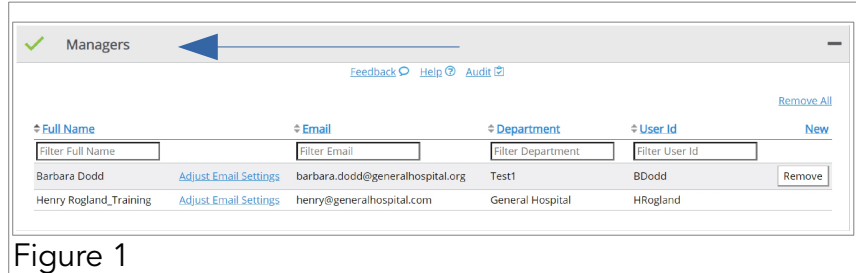 Managers
Feedback Help Audit
Remove All
Full Name Email Department User Id New
Filter Full Name Filter Email Filter Department Filter User Id
Barbara Dodd Adjust Email Settings barbara.dodd@generalhospital.org Test1 BDodd Remove
Henry Rogland_Training Adjust Email Settings henry@generalhospital.com General Hospital HRogland
Figure 1